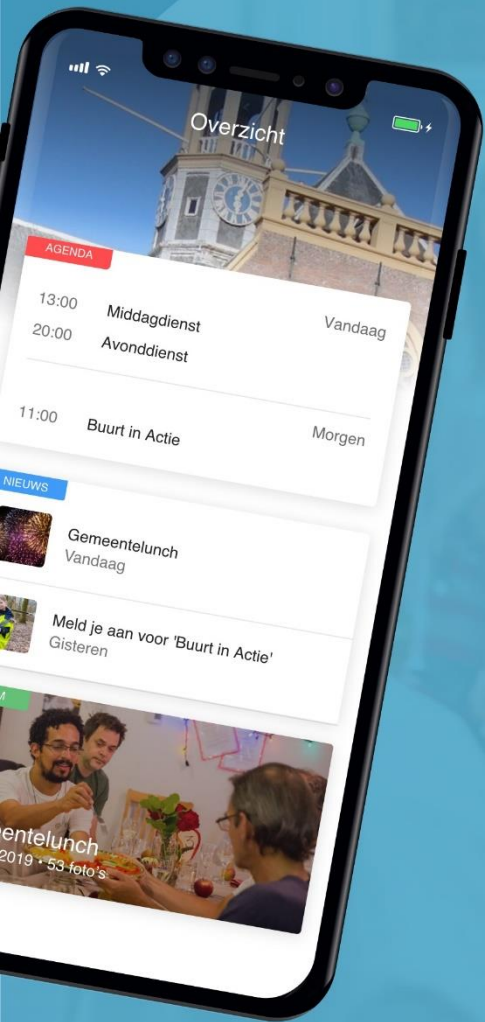 Overzicht
AGENDA
13:00 Middagdienst Vandaag
20:00 Avonddienst
11:00 Buurt in Actie Morgen
NIEUWS
Gemeentelunch
Vandaag
Meld je aan voor 'Buurt in Actie'
Gisteren
2019 • 53 foto's